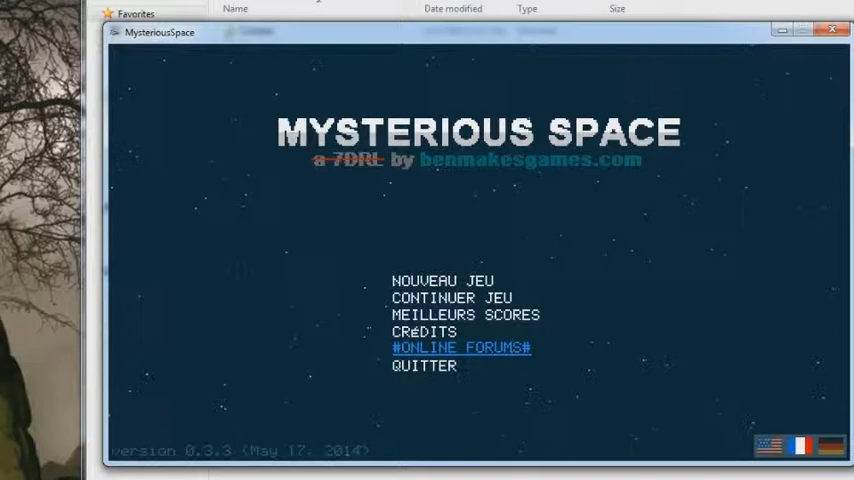 Favorites
Name
Date modified
Type
Size
MysteriousSpace
MYSTERIOUS SPACE
a 7DRL by benmakesgames.com
NOUVEAU JEU
CONTINUER JEU
MEILLEURS SCORES
CRéDITS
#ONLINE FORUMS#
QUITTER
version 0.3.3 (May 17, 2014)